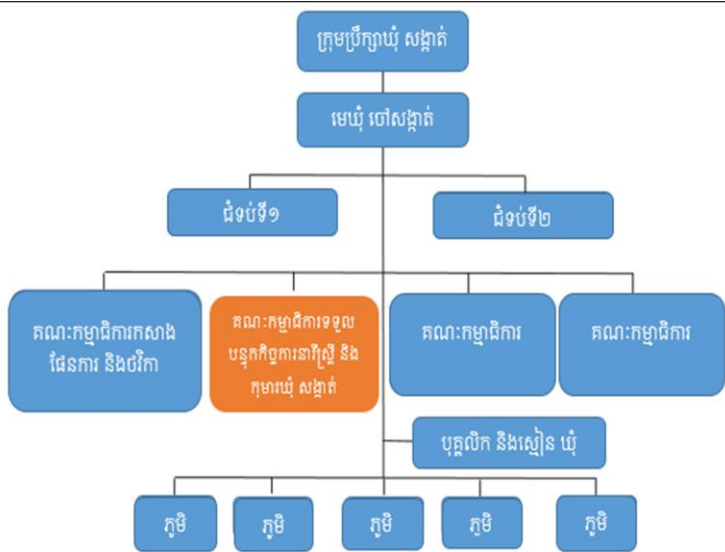 ក្រុមប្រឹក្សាឃុំ សង្កាត់
មេឃុំ ចៅសង្កាត់
ជំទប់ទី១
ជំទប់ទី២
គណៈកម្មាធិការកសាង
ផែនការ និងថវិកា
គណៈកម្មាធិការទទួល
បន្ទុកកិច្ចការនារីស្ត្រី និង
កុមារឃុំ សង្កាត់
គណៈកម្មាធិការ
គណៈកម្មាធិការ
បុគ្គលិក និងស្មៀន ឃុំ
ភូមិ
ភូមិ
ភូមិ
ភូមិ
ភូមិ